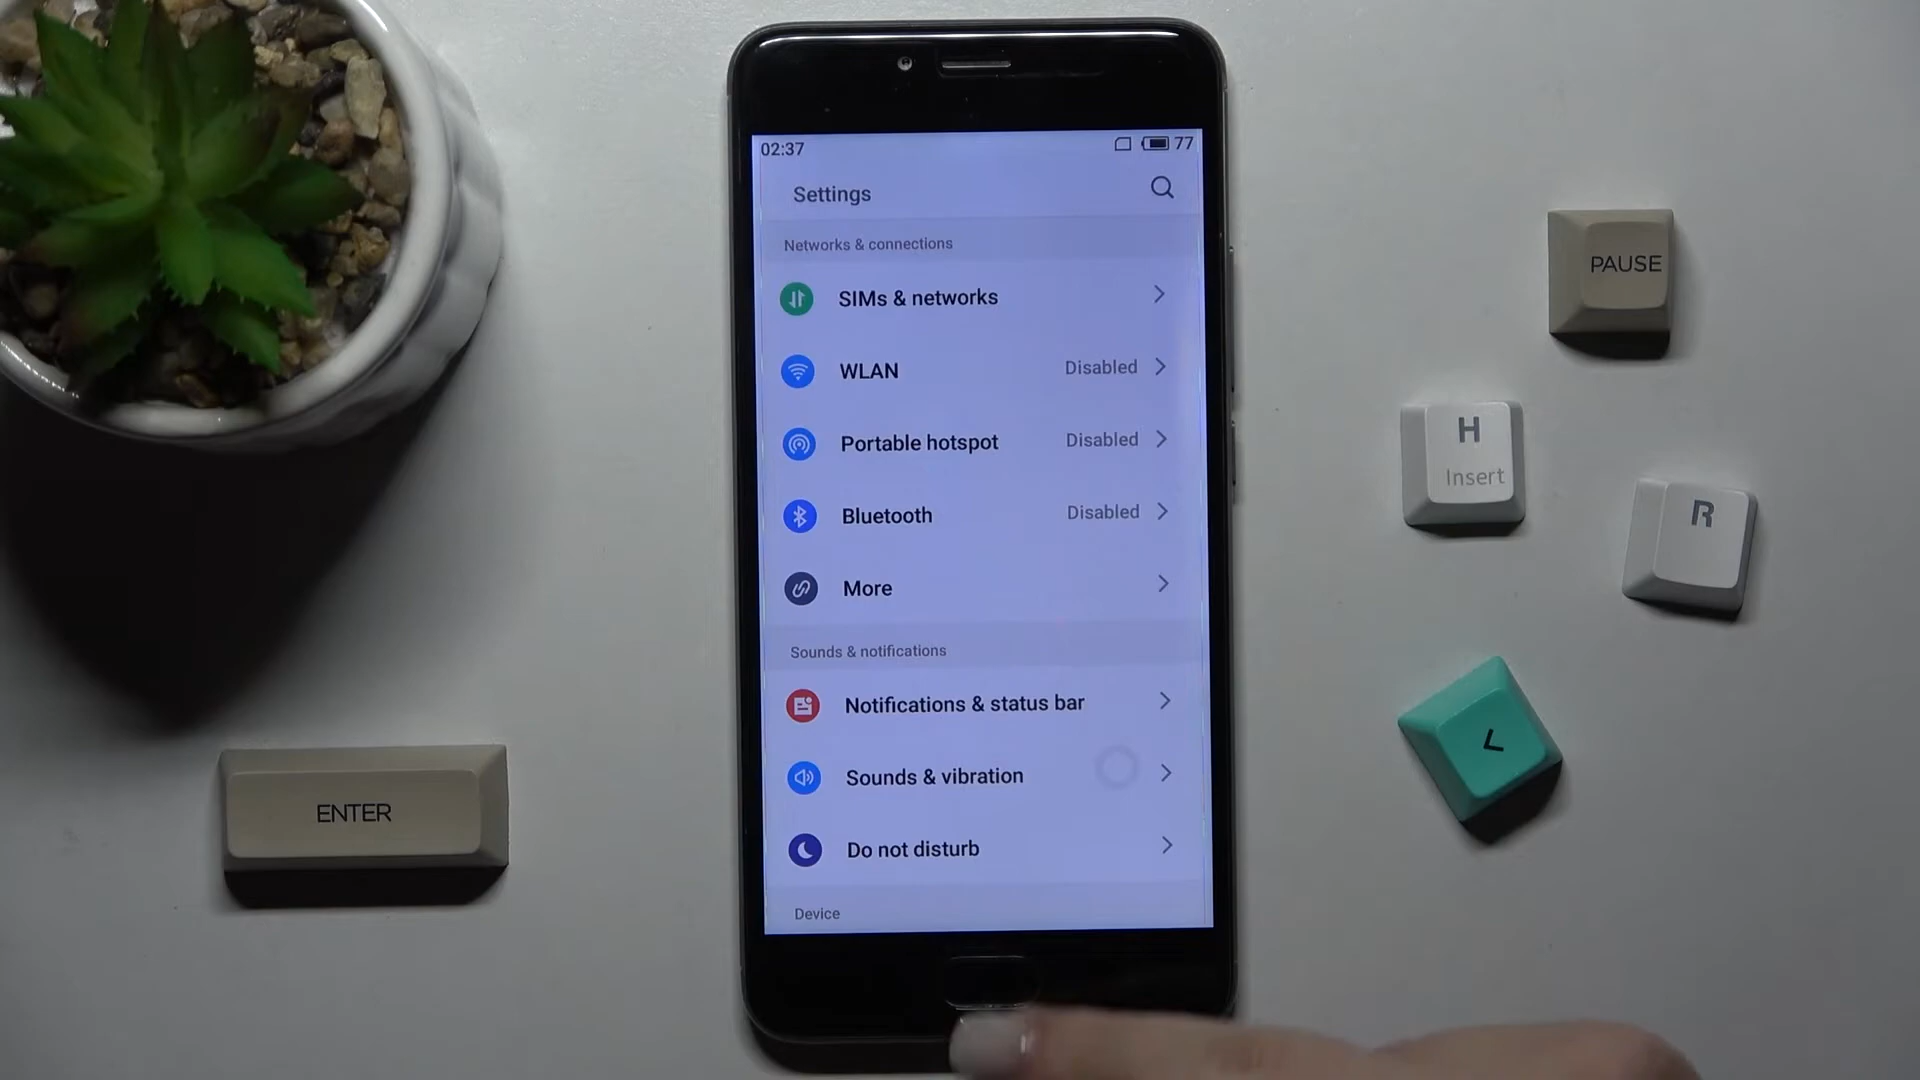 02:37 77
Settings
Networks & connections
SIMs & networks
WLAN Disabled
Portable hotspot Disabled
Bluetooth Disabled
More
Sounds & notifications
Notifications & status bar
Sounds & vibration
Do not disturb
Device
ENTER
PAUSE
H
Insert
R
<